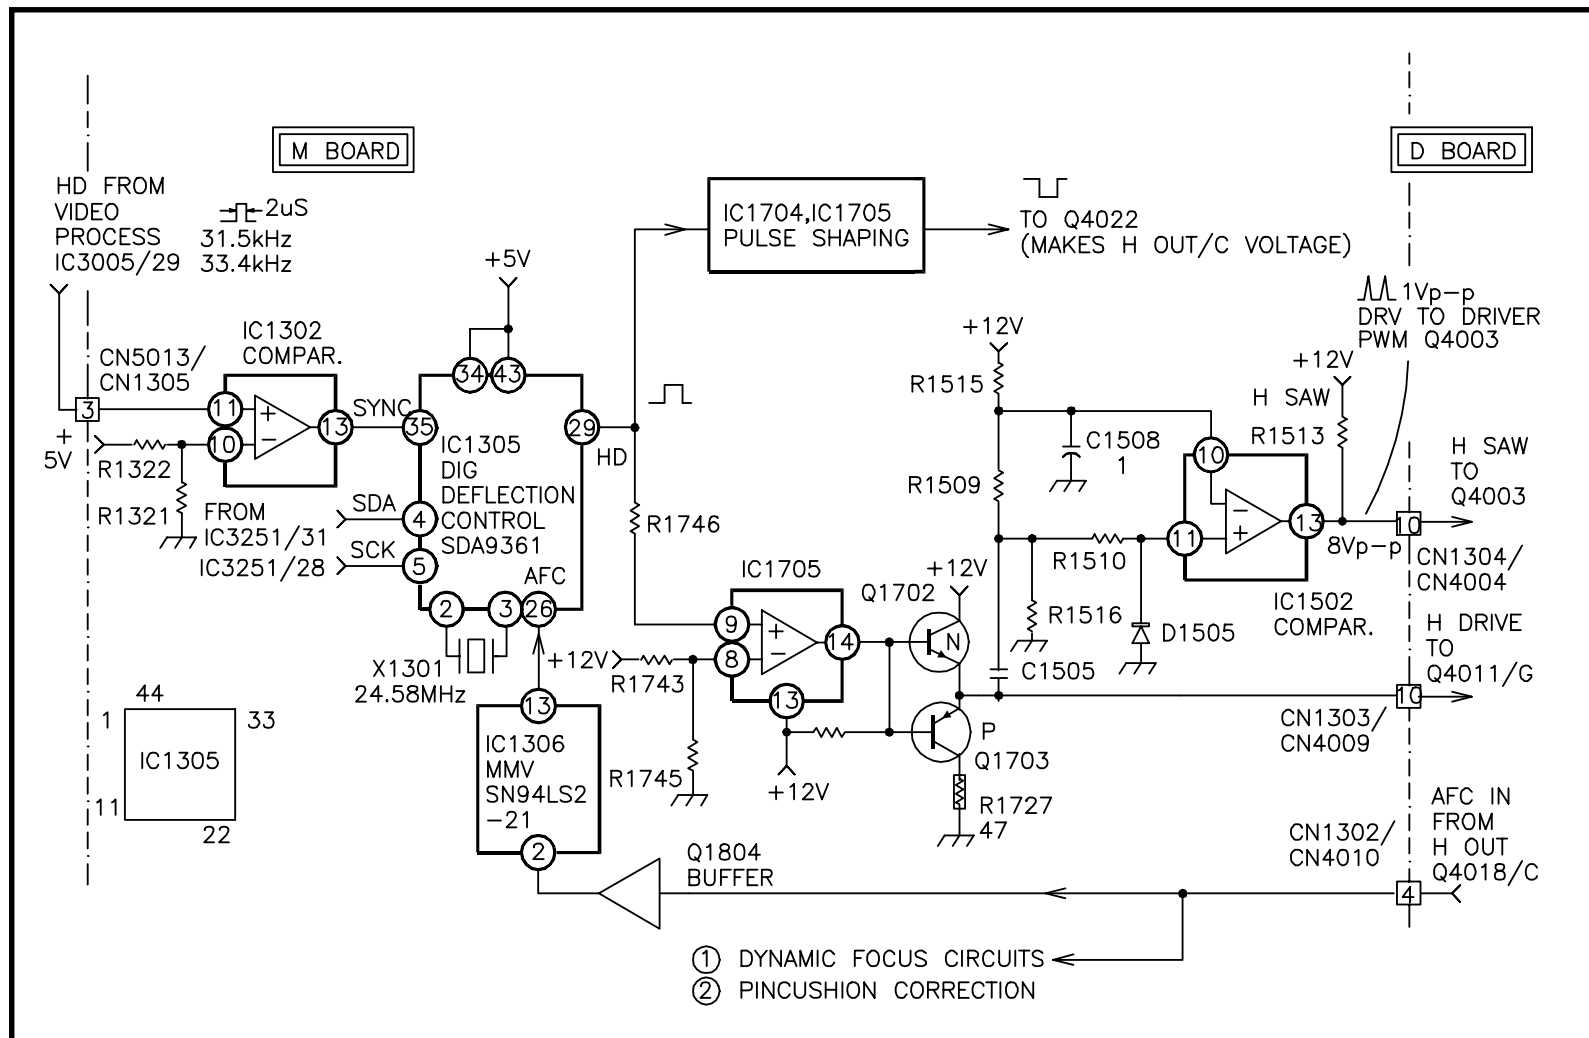 M BOARD
D BOARD
HD FROM
VIDEO
PROCESS
IC3005/29
2uS
31.5kHz
33.4kHz
IC1704,IC1705
PULSE SHAPING
TO Q4022
(MAKES H OUT/C VOLTAGE)
+5V
1Vp-p
DRV TO DRIVER
PWM Q4003
IC1302
COMPAR.
CN5013/
CN1305
3
11
10
13
+
-
SYNC
35
34
43
29
HD
+
5V
R1322
R1321
IC1305
DIG
DEFLECTION
CONTROL
SDA9361
FROM
IC3251/31
IC3251/28
SDA
4
SCK
5
AFC
2
3
26
X1301
24.58MHz
R1746
+12V
R1515
R1509
C1508
1
+12V
H SAW
R1513
10
-
+
11
13
8Vp-p
10
H SAW
TO
Q4003
CN1304/
CN4004
R1510
R1516
D1505
IC1502
COMPAR.
IC1705
9
8
+
-
14
13
+12V
R1743
R1745
+12V
Q1702
+12V
N
C1505
P
Q1703
R1727
47
H DRIVE
TO
Q4011/G
10
CN1303/
CN4009
44
1
33
IC1305
11
22
13
IC1306
MMV
SN94LS2
-21
2
Q1804
BUFFER
CN1302/
CN4010
4
AFC IN
FROM
H OUT
Q4018/C
1 DYNAMIC FOCUS CIRCUITS
2 PINCUSHION CORRECTION